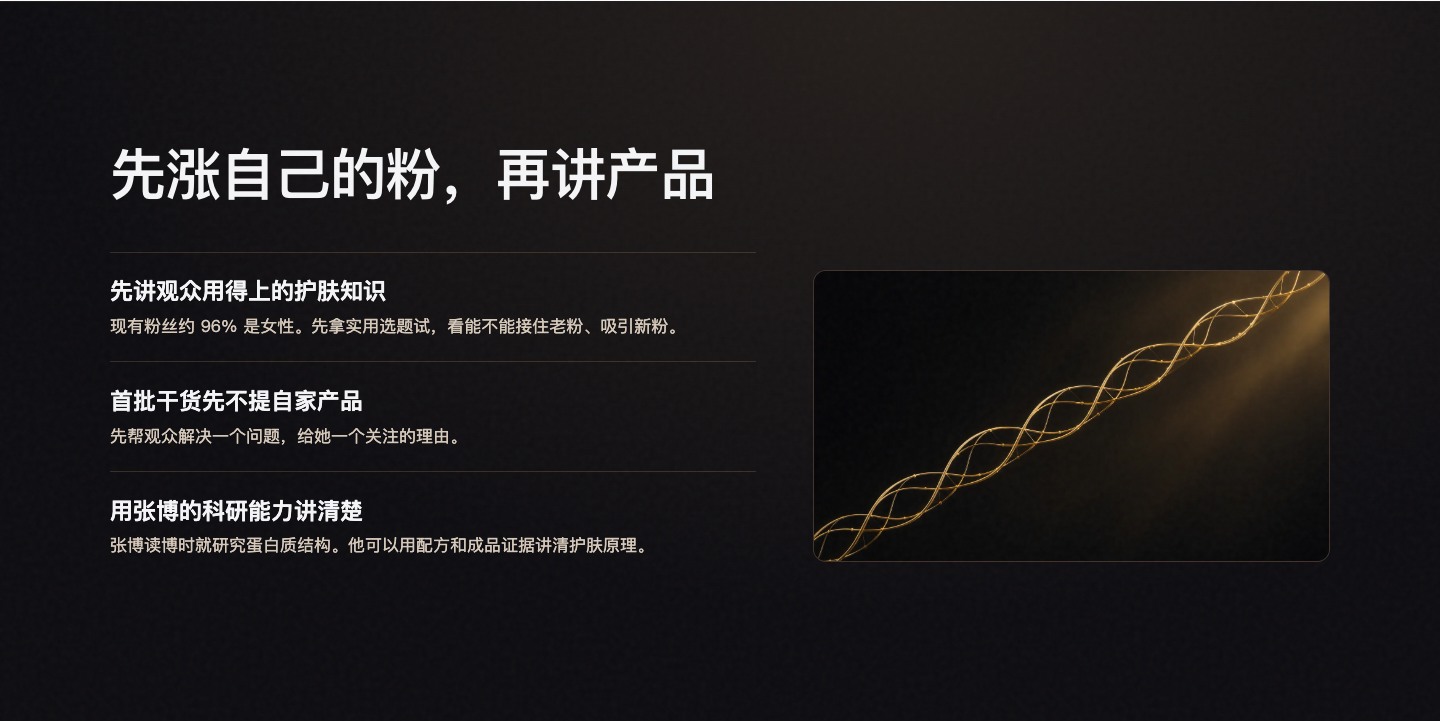 先涨自己的粉，再讲产品
先讲观众用得上的护肤知识
现有粉丝约 96% 是女性。先拿实用选题试，看能不能接住老粉、吸引新粉。
首批干货先不提自家产品
先帮观众解决一个问题，给她一个关注的理由。
用张博的科研能力讲清楚
张博读博时就研究蛋白质结构。他可以用配方和成品证据讲清护肤原理。